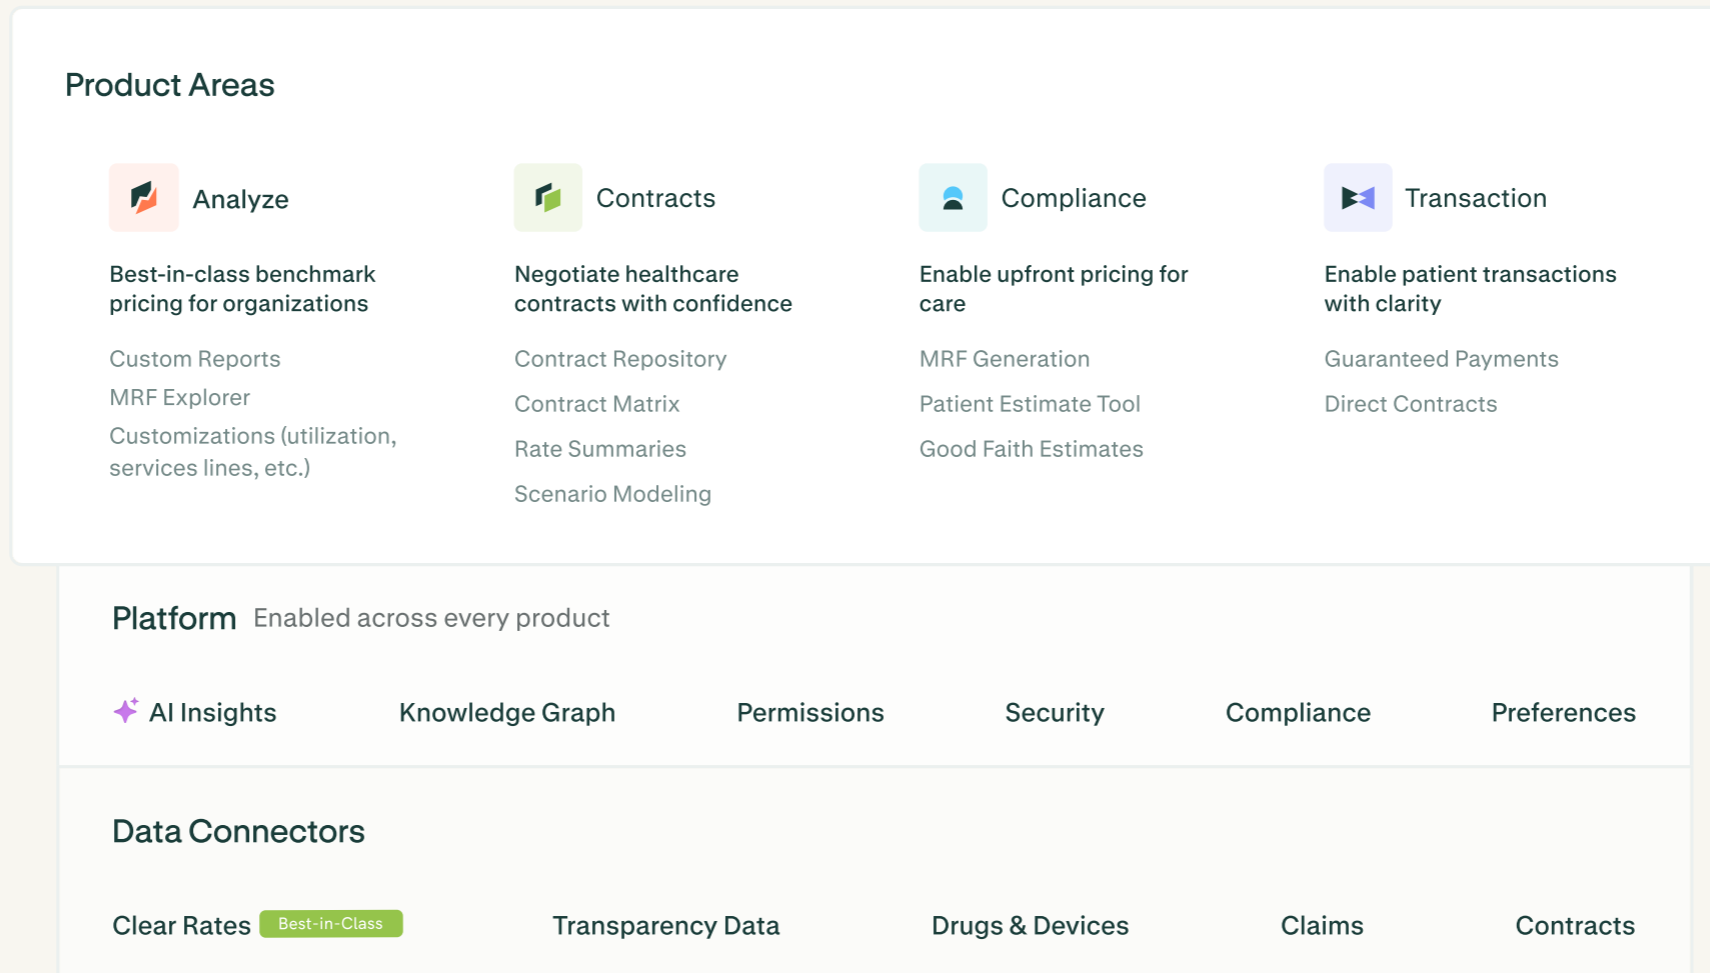 Product Areas
Analyze
Best-in-class benchmark
pricing for organizations
Custom Reports
MRF Explorer
Customizations (utilization,
services lines, etc.)
Contracts
Negotiate healthcare
contracts with confidence
Contract Repository
Contract Matrix
Rate Summaries
Scenario Modeling
Compliance
Enable upfront pricing for
care
MRF Generation
Patient Estimate Tool
Good Faith Estimates
Transaction
Enable patient transactions
with clarity
Guaranteed Payments
Direct Contracts
Platform Enabled across every product
AI Insights
Knowledge Graph
Permissions
Security
Compliance
Preferences
Data Connectors
Clear Rates Best-in-Class
Transparency Data
Drugs & Devices
Claims
Contracts